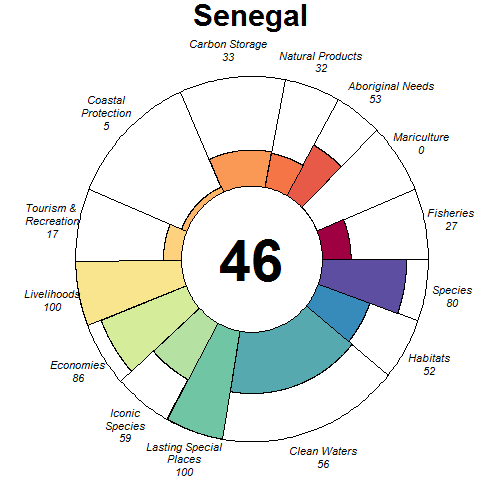 Senegal
Carbon Storage
33
Natural Products
32
Aboriginal Needs
53
Mariculture
0
Fisheries
27
Species
80
Habitats
52
Clean Waters
56
Lasting Special
Places
100
Iconic
Species
59
Economies
86
Livelihoods
100
Tourism &
Recreation
17
Coastal
Protection
5
46